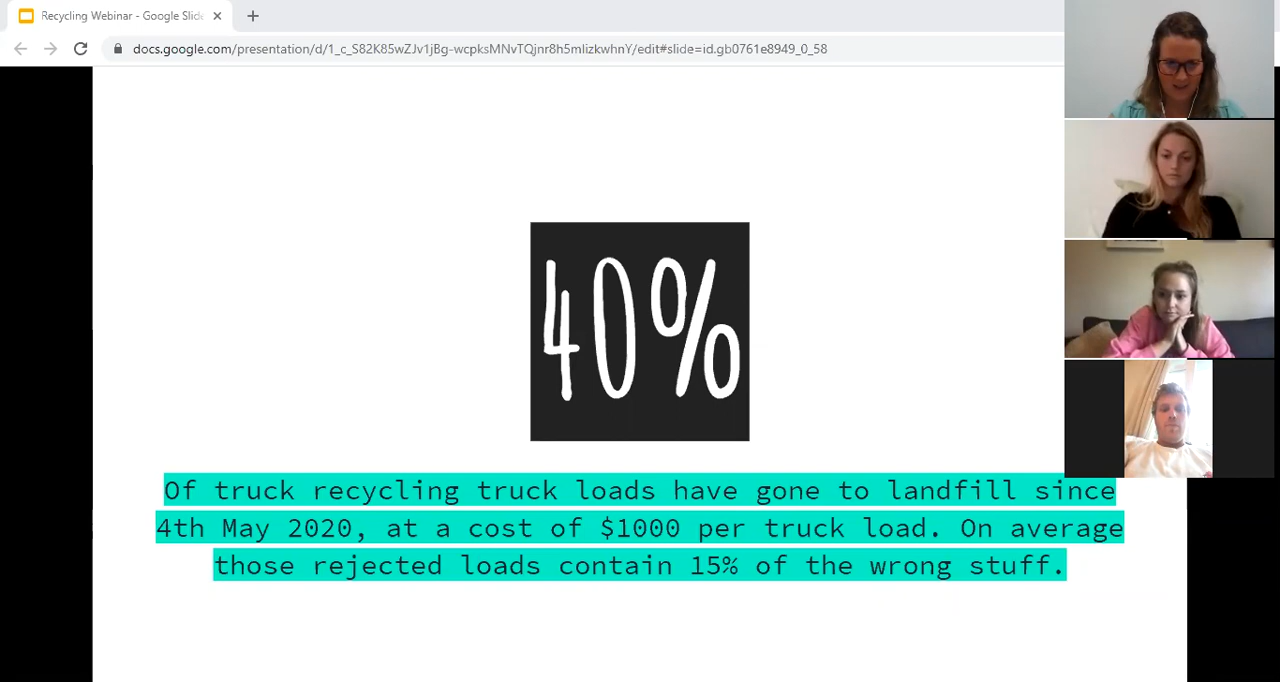 Recycling Webinar - Google Slide
docs.google.com/presentation/d/1_c_S82K85wZJv1jBg-wcpksMNvTQjnr8h5mlizkwhnY/edit#slide=id.gb0761e8949_0_58
40%
Of truck recycling truck loads have gone to landfill since
4th May 2020, at a cost of $1000 per truck load. On average
those rejected loads contain 15% of the wrong stuff.